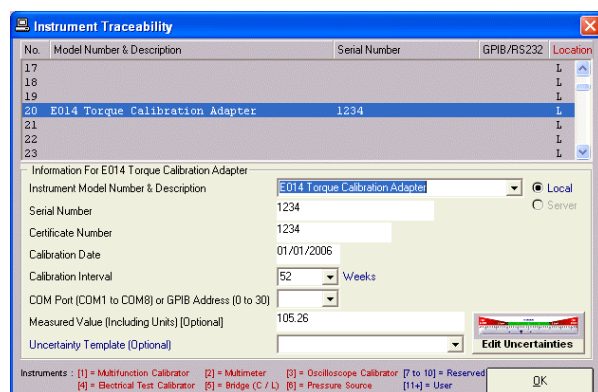 Instrument Traceability
No. Model Number & Description Serial Number GPIB/RS232 Location
17 L
18 L
19 L
20 E014 Torque Calibration Adapter 1234 L
21 L
22 L
23 L
Information For E014 Torque Calibration Adapter
Instrument Model Number & Description E014 Torque Calibration Adapter Local
Serial Number 1234 Server
Certificate Number 1234
Calibration Date 01/01/2006
Calibration Interval 52 Weeks
COM Port (COM1 to COM8) or GPIB Address (0 to 30)
Measured Value (Including Units) [Optional] 105.26
Uncertainty Template (Optional) Edit Uncertainties
Instruments : [1] = Multifunction Calibrator [2] = Multimeter [3] = Oscilloscope Calibrator [7 to 10] = Reserved
[4] = Electrical Test Calibrator [5] = Bridge (C / L) [6] = Pressure Source [11+] = User
OK